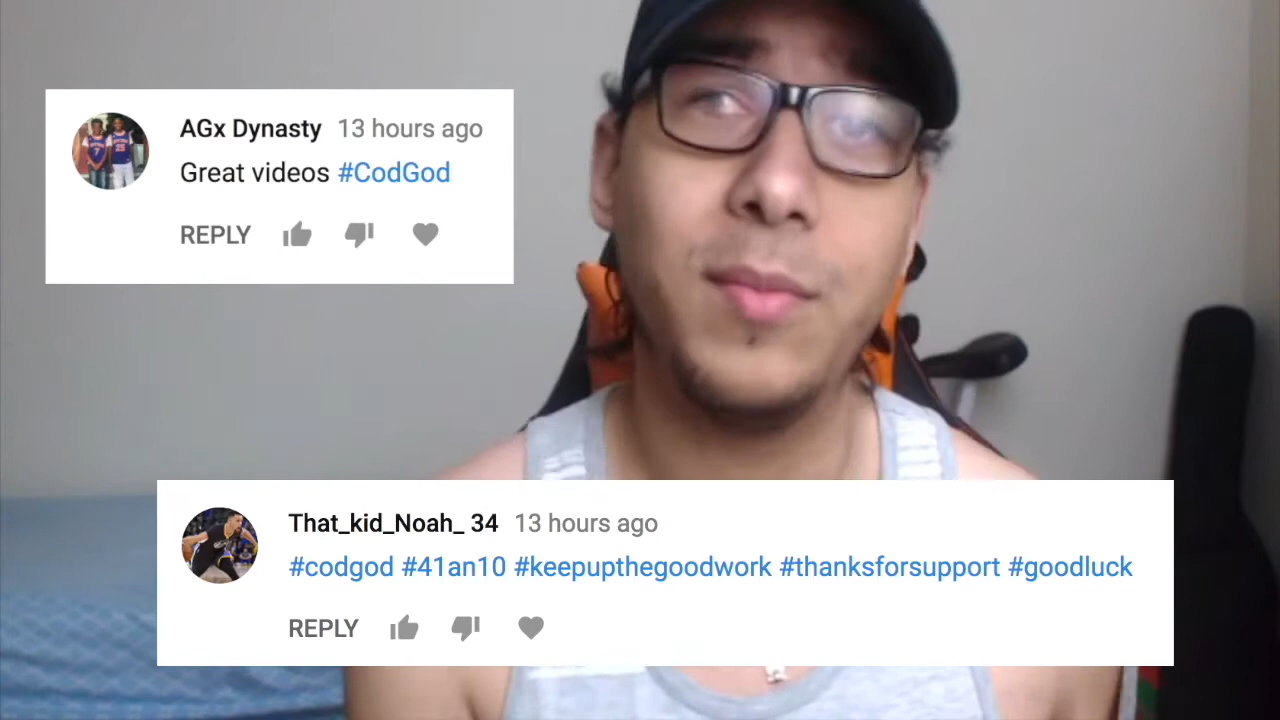 AGx Dynasty 13 hours ago
Great videos #CodGod
REPLY
That_kid_Noah_ 34 13 hours ago
#codgod #41an10 #keepupthegoodwork #thanksforsupport #goodluck
REPLY